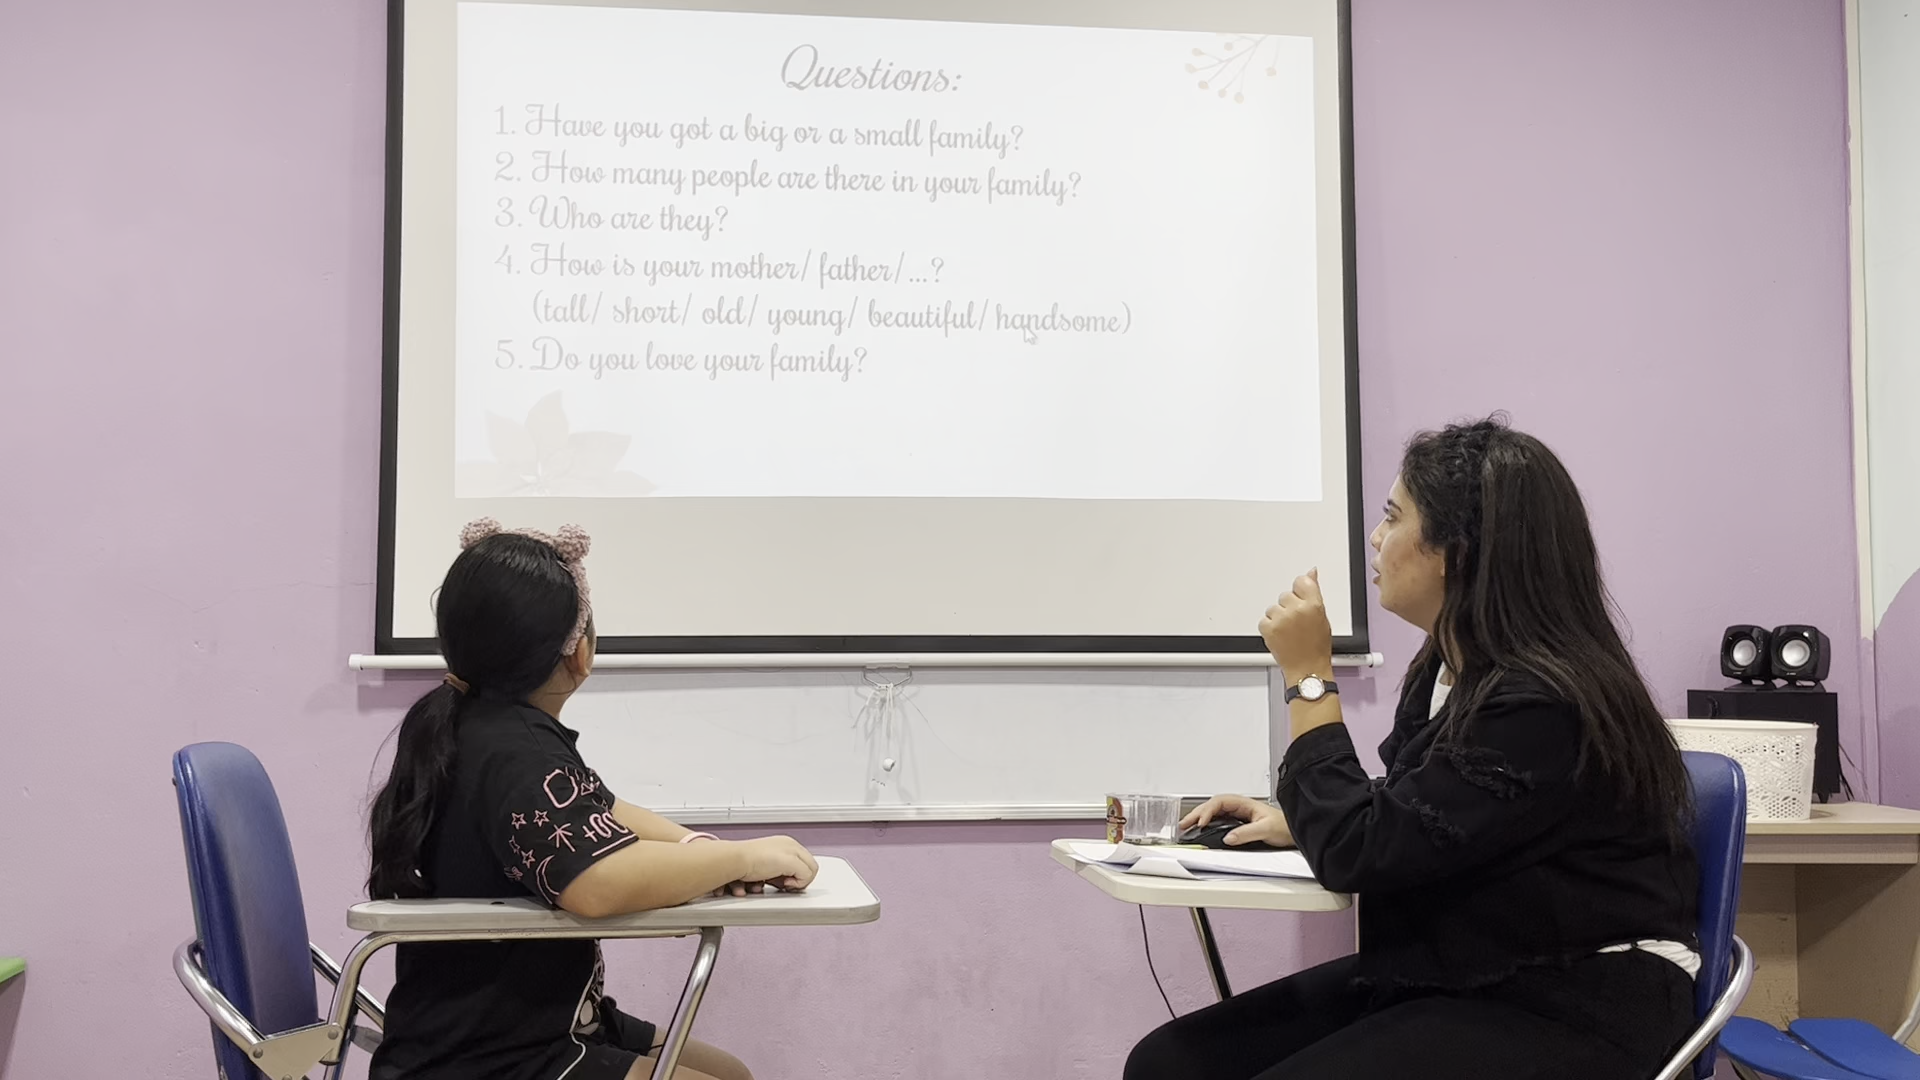 Questions:
1. Have you got a big or a small family?
2. How many people are there in your family?
3. Who are they?
4. How is your mother/ father/...?
(tall/ short/ old/ young/ beautiful/ handsome)
5. Do you love your family?